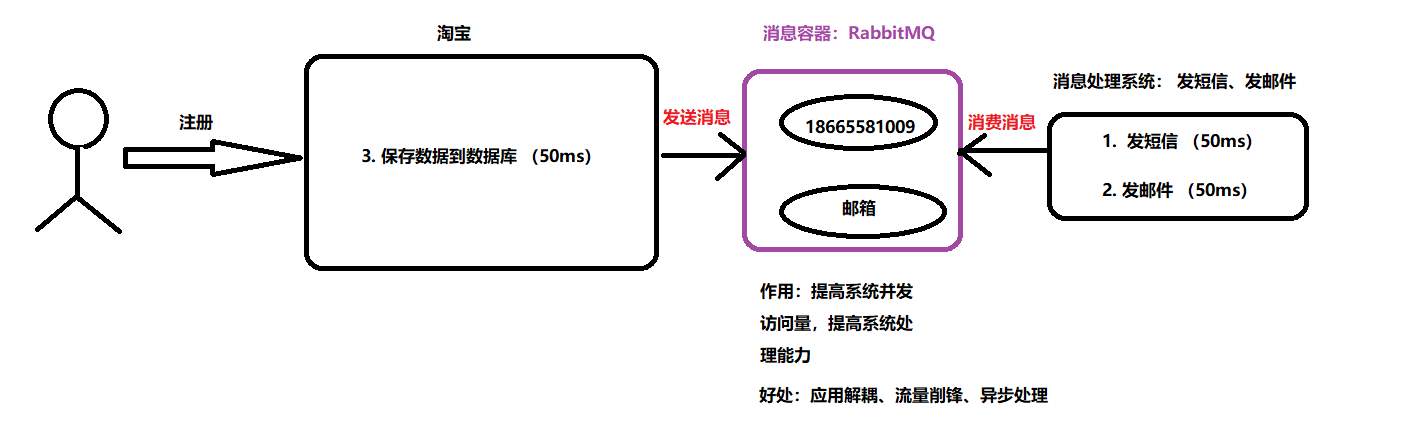 淘宝
消息容器：RabbitMQ
消息处理系统： 发短信、发邮件
注册
发送消息
消费消息
3. 保存数据到数据库 （50ms）
18665581009
邮箱
1. 发短信 （50ms）
2. 发邮件 （50ms）
作用：提高系统并发
访问量，提高系统处
理能力
好处：应用解耦、流量削锋、异步处理